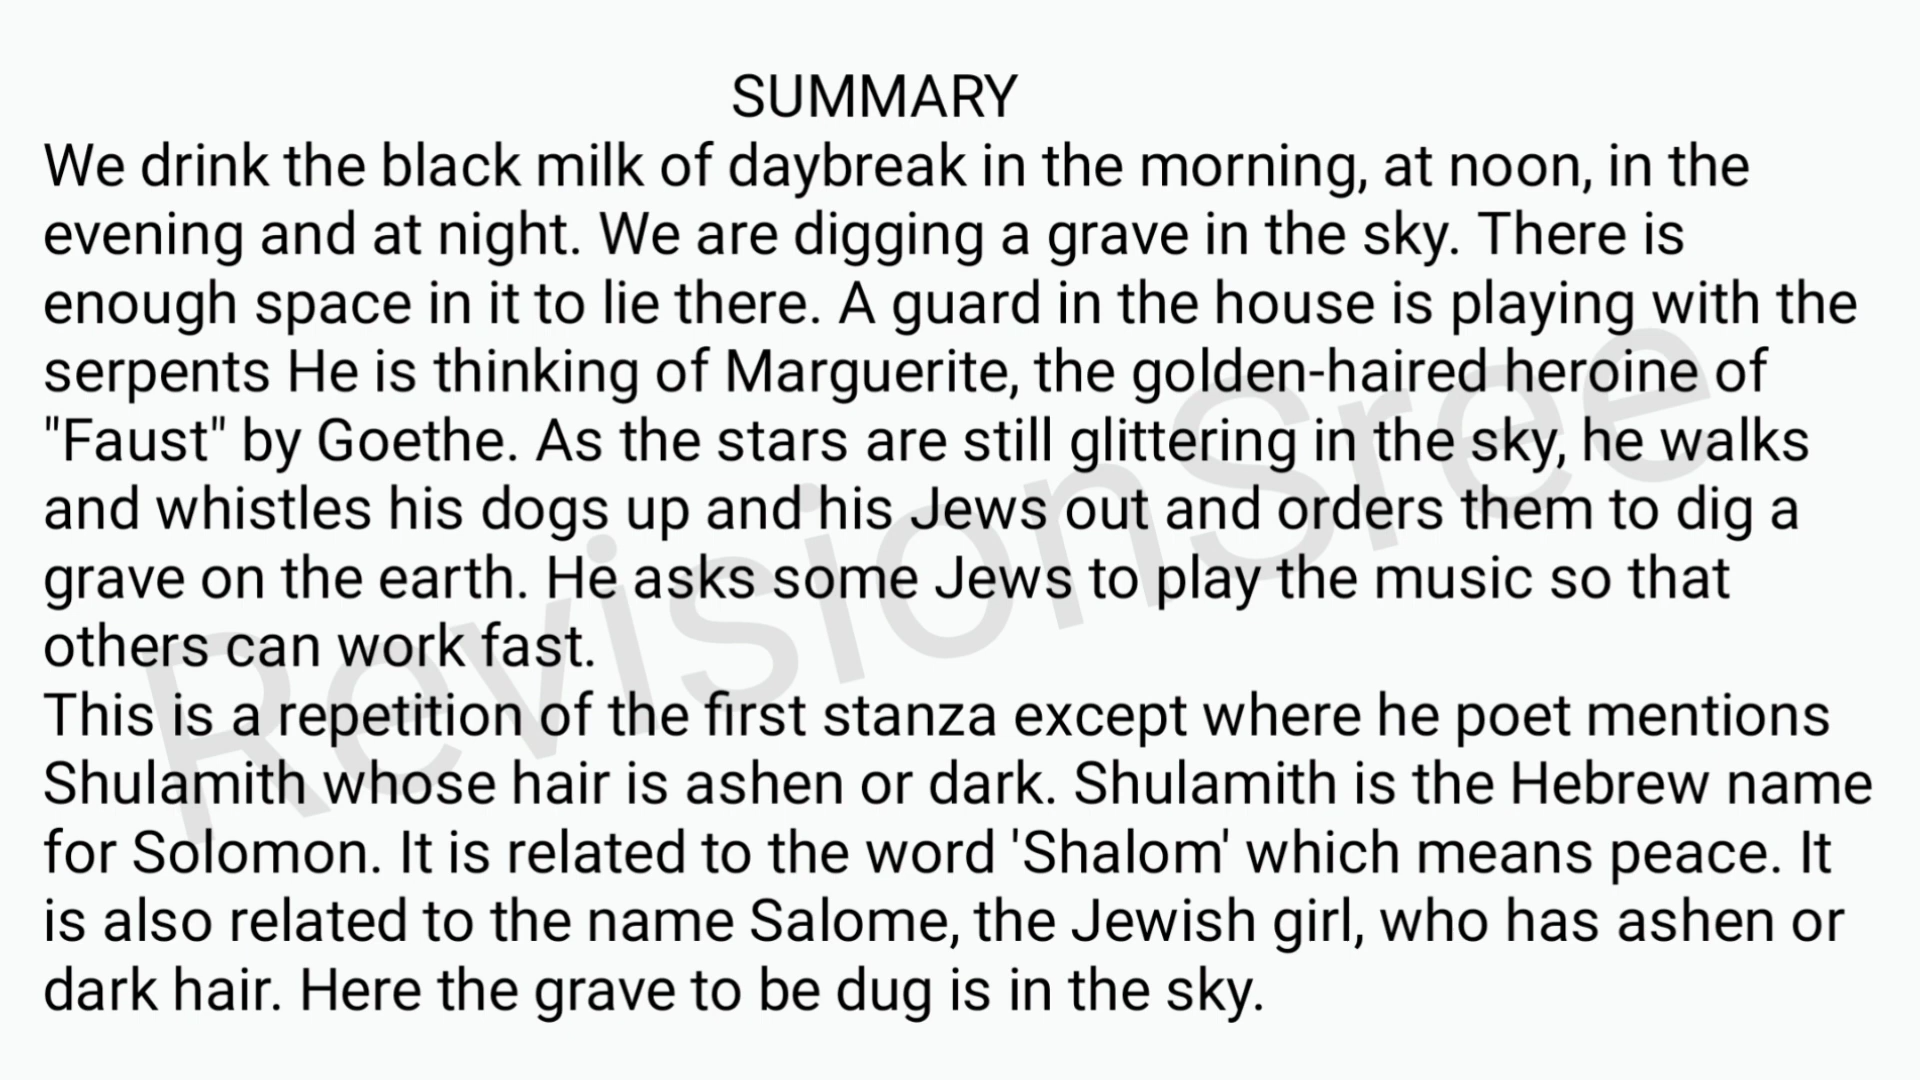 SUMMARY
We drink the black milk of daybreak in the morning, at noon, in the
evening and at night. We are digging a grave in the sky. There is
enough space in it to lie there. A guard in the house is playing with the
serpents He is thinking of Marguerite, the golden-haired heroine of
"Faust" by Goethe. As the stars are still glittering in the sky, he walks
and whistles his dogs up and his Jews out and orders them to dig a
grave on the earth. He asks some Jews to play the music so that
others can work fast.
This is a repetition of the first stanza except where he poet mentions
Shulamith whose hair is ashen or dark. Shulamith is the Hebrew name
for Solomon. It is related to the word 'Shalom' which means peace. It
is also related to the name Salome, the Jewish girl, who has ashen or
dark hair. Here the grave to be dug is in the sky.
RevisionSree